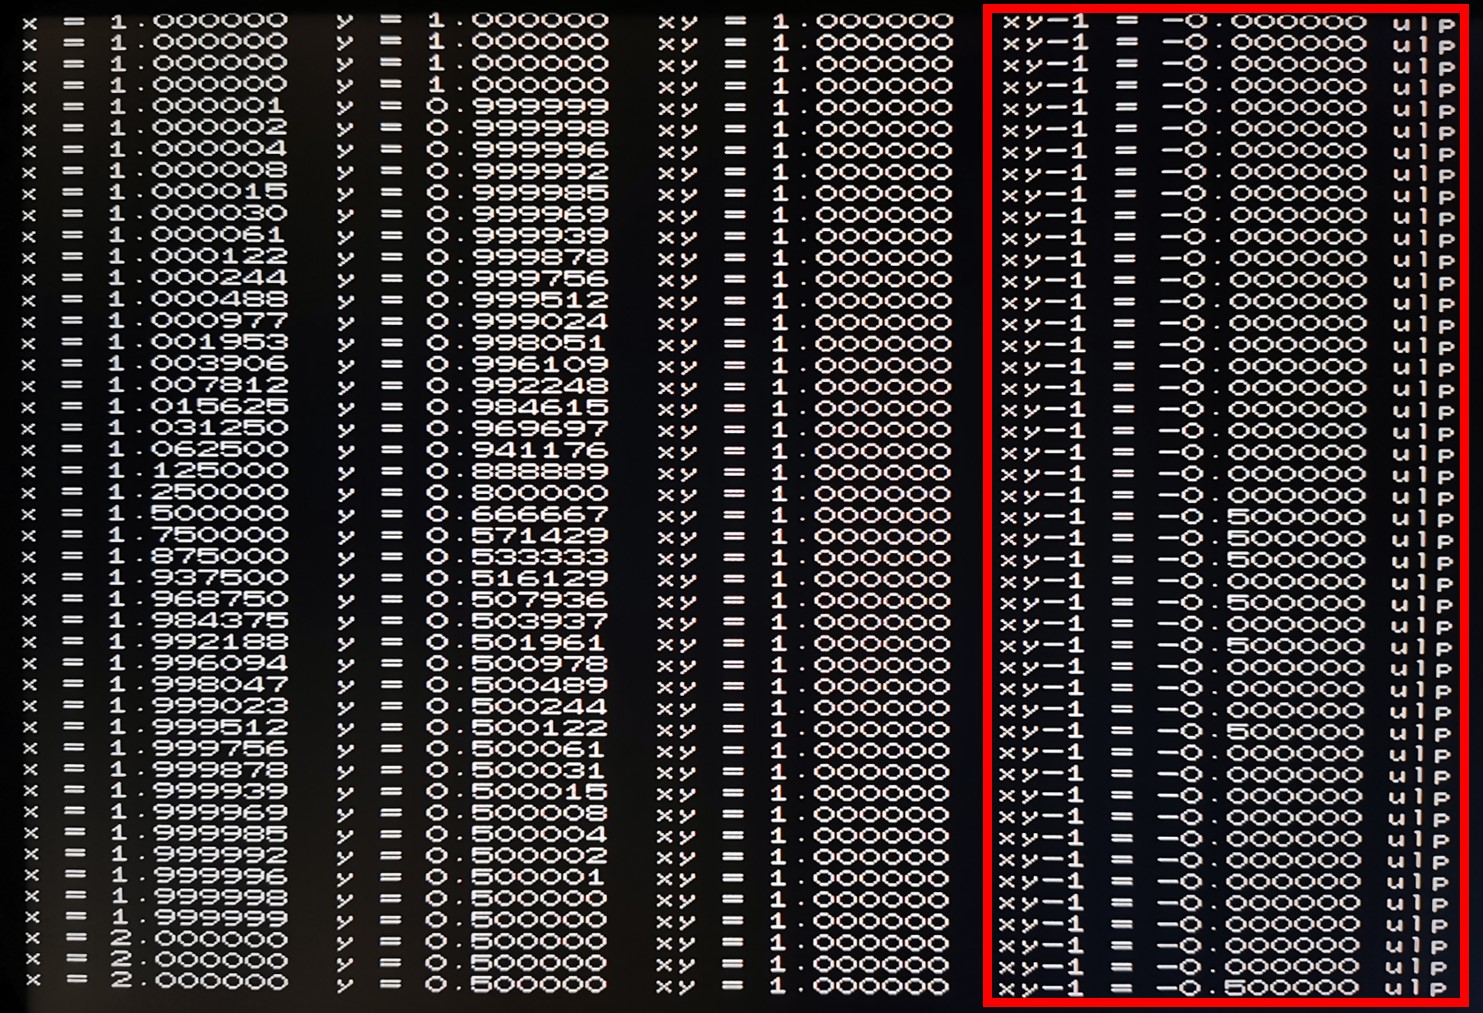 x = 1.000000 y = 1.000000 xy = 1.000000 xy-1 = -0.000000 ulp
x = 1.000000 y = 1.000000 xy = 1.000000 xy-1 = -0.000000 ulp
x = 1.000000 y = 1.000000 xy = 1.000000 xy-1 = -0.000000 ulp
x = 1.000000 y = 1.000000 xy = 1.000000 xy-1 = -0.000000 ulp
x = 1.000001 y = 0.999999 xy = 1.000000 xy-1 = -0.000000 ulp
x = 1.000002 y = 0.999998 xy = 1.000000 xy-1 = -0.000000 ulp
x = 1.000004 y = 0.999996 xy = 1.000000 xy-1 = -0.000000 ulp
x = 1.000008 y = 0.999992 xy = 1.000000 xy-1 = -0.000000 ulp
x = 1.000015 y = 0.999985 xy = 1.000000 xy-1 = -0.000000 ulp
x = 1.000030 y = 0.999969 xy = 1.000000 xy-1 = -0.000000 ulp
x = 1.000061 y = 0.999939 xy = 1.000000 xy-1 = -0.000000 ulp
x = 1.000122 y = 0.999878 xy = 1.000000 xy-1 = -0.000000 ulp
x = 1.000244 y = 0.999756 xy = 1.000000 xy-1 = -0.000000 ulp
x = 1.000488 y = 0.999512 xy = 1.000000 xy-1 = -0.000000 ulp
x = 1.000977 y = 0.999024 xy = 1.000000 xy-1 = -0.000000 ulp
x = 1.001953 y = 0.998051 xy = 1.000000 xy-1 = -0.000000 ulp
x = 1.003906 y = 0.996109 xy = 1.000000 xy-1 = -0.000000 ulp
x = 1.007812 y = 0.992248 xy = 1.000000 xy-1 = -0.000000 ulp
x = 1.015625 y = 0.984615 xy = 1.000000 xy-1 = -0.000000 ulp
x = 1.031250 y = 0.969697 xy = 1.000000 xy-1 = -0.000000 ulp
x = 1.062500 y = 0.941176 xy = 1.000000 xy-1 = -0.000000 ulp
x = 1.125000 y = 0.888889 xy = 1.000000 xy-1 = -0.000000 ulp
x = 1.250000 y = 0.800000 xy = 1.000000 xy-1 = -0.000000 ulp
x = 1.500000 y = 0.666667 xy = 1.000000 xy-1 = -0.500000 ulp
x = 1.750000 y = 0.571429 xy = 1.000000 xy-1 = -0.500000 ulp
x = 1.875000 y = 0.533333 xy = 1.000000 xy-1 = -0.500000 ulp
x = 1.937500 y = 0.516129 xy = 1.000000 xy-1 = -0.000000 ulp
x = 1.968750 y = 0.507936 xy = 1.000000 xy-1 = -0.500000 ulp
x = 1.984375 y = 0.503937 xy = 1.000000 xy-1 = -0.000000 ulp
x = 1.992188 y = 0.501961 xy = 1.000000 xy-1 = -0.500000 ulp
x = 1.996094 y = 0.500978 xy = 1.000000 xy-1 = -0.000000 ulp
x = 1.998047 y = 0.500489 xy = 1.000000 xy-1 = -0.000000 ulp
x = 1.999023 y = 0.500244 xy = 1.000000 xy-1 = -0.000000 ulp
x = 1.999512 y = 0.500122 xy = 1.000000 xy-1 = -0.500000 ulp
x = 1.999756 y = 0.500061 xy = 1.000000 xy-1 = -0.000000 ulp
x = 1.999878 y = 0.500031 xy = 1.000000 xy-1 = -0.000000 ulp
x = 1.999939 y = 0.500015 xy = 1.000000 xy-1 = -0.000000 ulp
x = 1.999969 y = 0.500008 xy = 1.000000 xy-1 = -0.000000 ulp
x = 1.999985 y = 0.500004 xy = 1.000000 xy-1 = -0.000000 ulp
x = 1.999992 y = 0.500002 xy = 1.000000 xy-1 = -0.000000 ulp
x = 1.999996 y = 0.500001 xy = 1.000000 xy-1 = -0.000000 ulp
x = 1.999998 y = 0.500000 xy = 1.000000 xy-1 = -0.000000 ulp
x = 1.999999 y = 0.500000 xy = 1.000000 xy-1 = -0.000000 ulp
x = 2.000000 y = 0.500000 xy = 1.000000 xy-1 = -0.000000 ulp
x = 2.000000 y = 0.500000 xy = 1.000000 xy-1 = -0.000000 ulp
x = 2.000000 y = 0.500000 xy = 1.000000 xy-1 = -0.500000 ulp